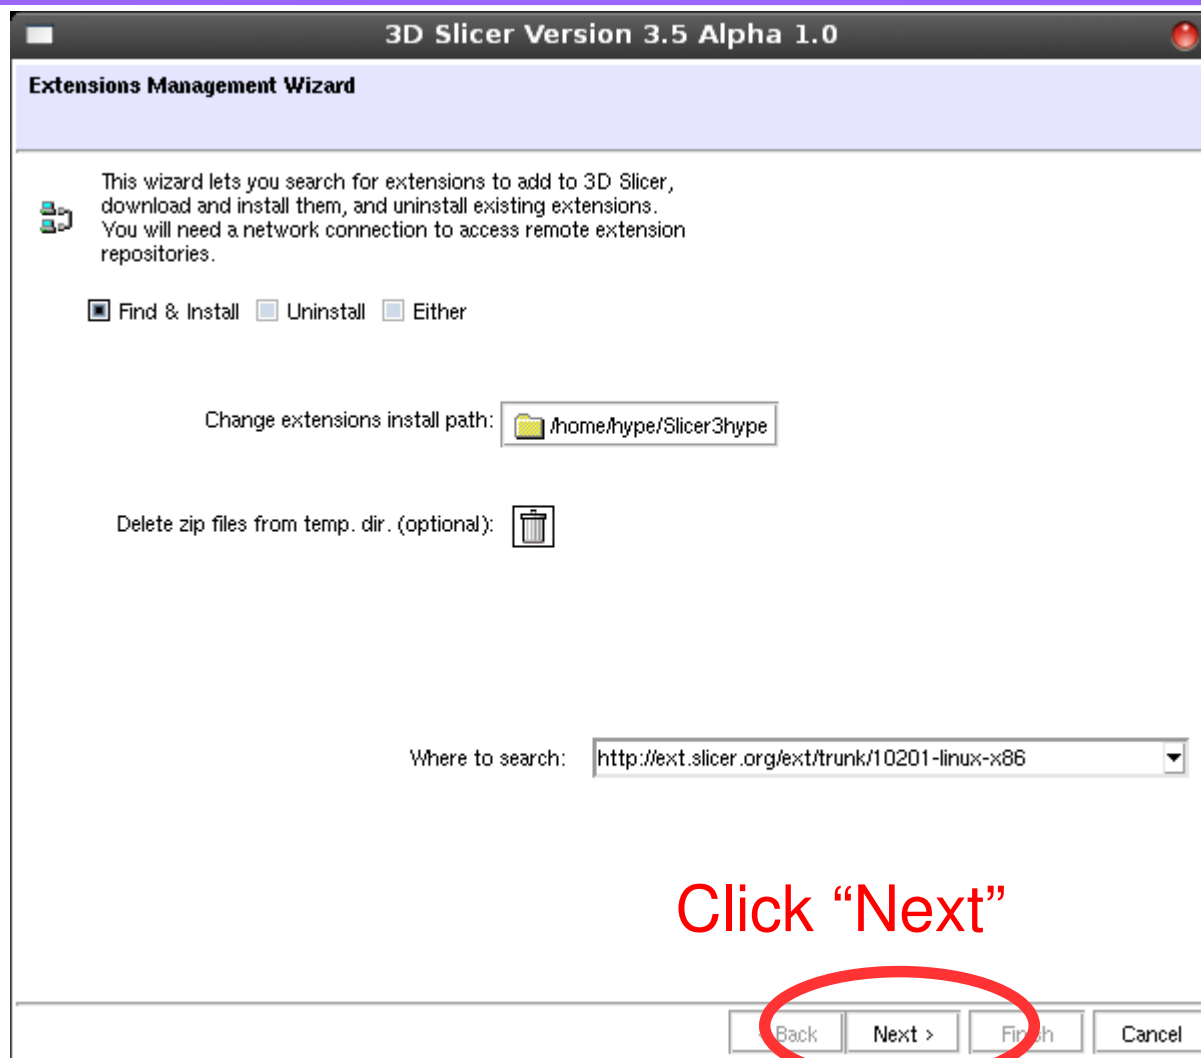 3D Slicer Version 3.5 Alpha 1.0
Extensions Management Wizard
This wizard lets you search for extensions to add to 3D Slicer,
download and install them, and uninstall existing extensions.
You will need a network connection to access remote extension
repositories.
Find & Install Uninstall Either
Change extensions install path: /home/hype/Slicer3hype
Delete zip files from temp. dir. (optional):
Where to search: http://ext.slicer.org/ext/trunk/10201-linux-x86
Click “Next”
Back Next > Finish Cancel